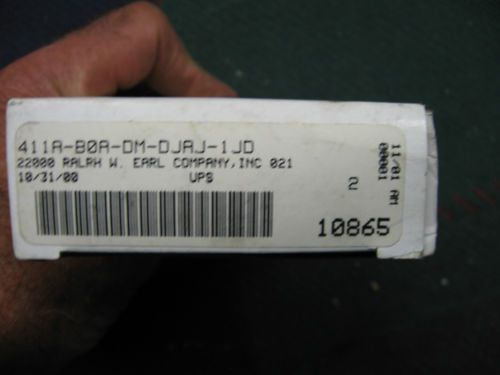 411A-B0A-DM-DJAJ-1JD
22000 RALPH W. EARL COMPANY,INC 021
10/31/00 UPS
10865
2
11/01 AM
00001